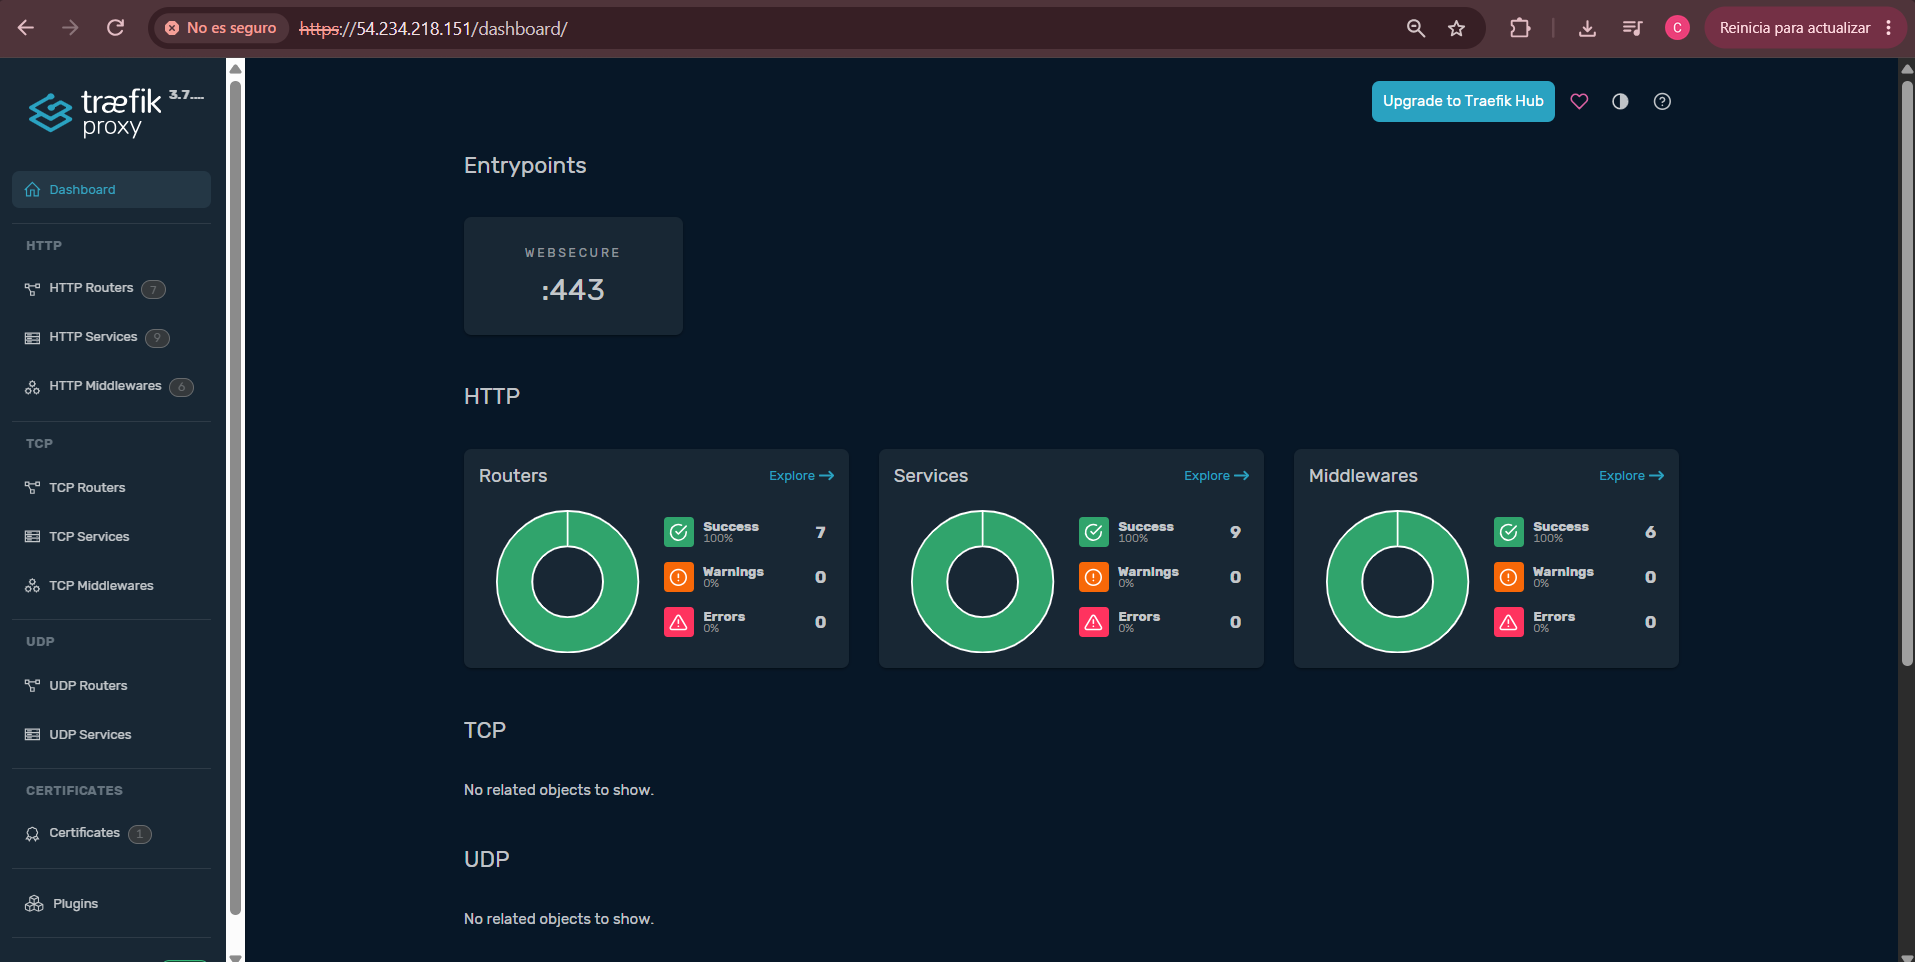 No es seguro
https://54.234.218.151/dashboard/
C
Reinicia para actualizar
træfik 3.7....
proxy
Dashboard
HTTP
HTTP Routers 7
HTTP Services 9
HTTP Middlewares 6
TCP
TCP Routers
TCP Services
TCP Middlewares
UDP
UDP Routers
UDP Services
CERTIFICATES
Certificates 1
Plugins
Upgrade to Traefik Hub
Entrypoints
WEBSECURE
:443
HTTP
Routers
Explore
Success 7
100%
Warnings 0
0%
Errors 0
0%
Services
Explore
Success 9
100%
Warnings 0
0%
Errors 0
0%
Middlewares
Explore
Success 6
100%
Warnings 0
0%
Errors 0
0%
TCP
No related objects to show.
UDP
No related objects to show.